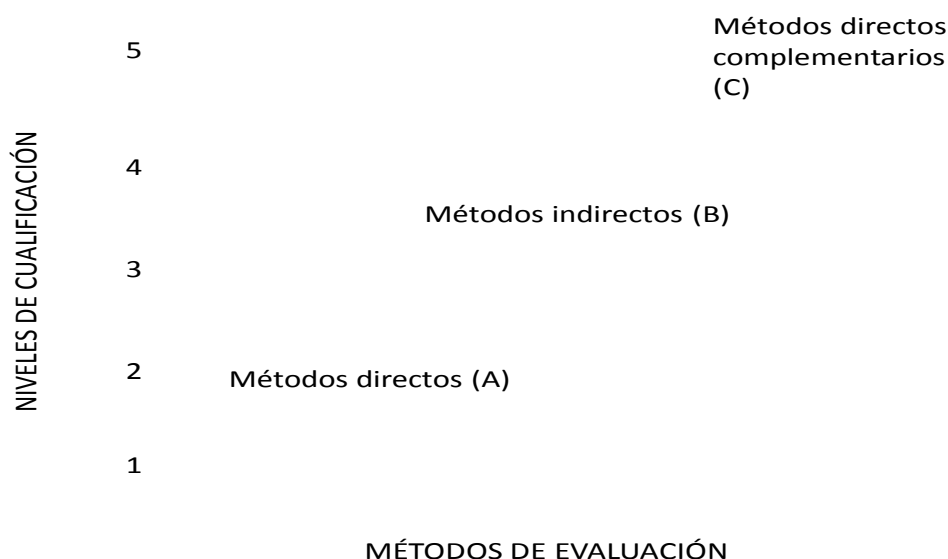 Métodos directos
complementarios
(C)
5
4
Métodos indirectos (B)
3
2
Métodos directos (A)
1
NIVELES DE CUALIFICACIÓN
MÉTODOS DE EVALUACIÓN